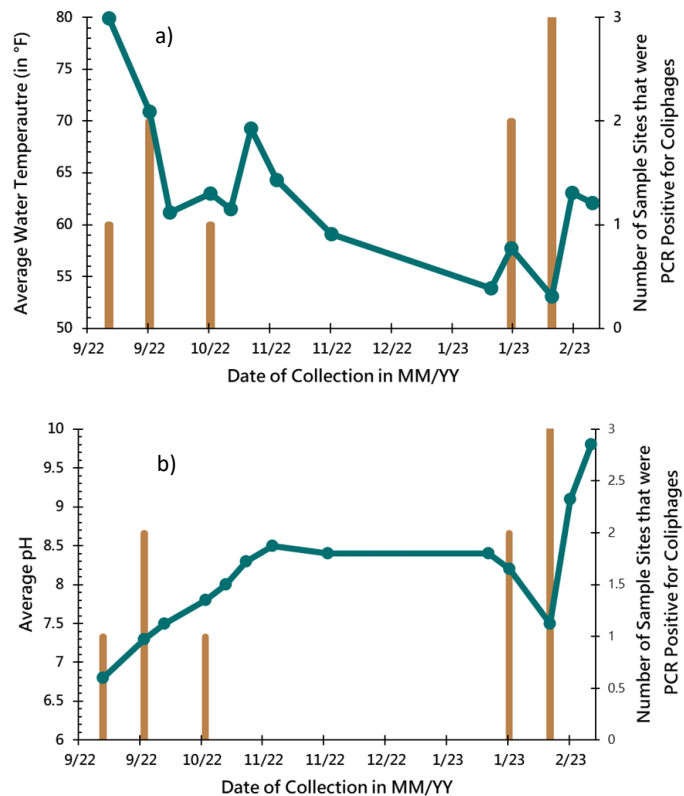 a)
Average Water Temperautre (in °F)
80
75
70
65
60
55
50
3
2
1
0
Number of Sample Sites that were
PCR Positive for Coliphages
9/22 9/22 10/22 11/22 11/22 12/22 1/23 1/23 2/23
Date of Collection in MM/YY
b)
Average pH
10
9.5
9
8.5
8
7.5
7
6.5
6
3
2.5
2
1.5
1
0.5
0
Number of Sample Sites that were
PCR Positive for Coliphages
9/22 9/22 10/22 11/22 11/22 12/22 1/23 1/23 2/23
Date of Collection in MM/YY